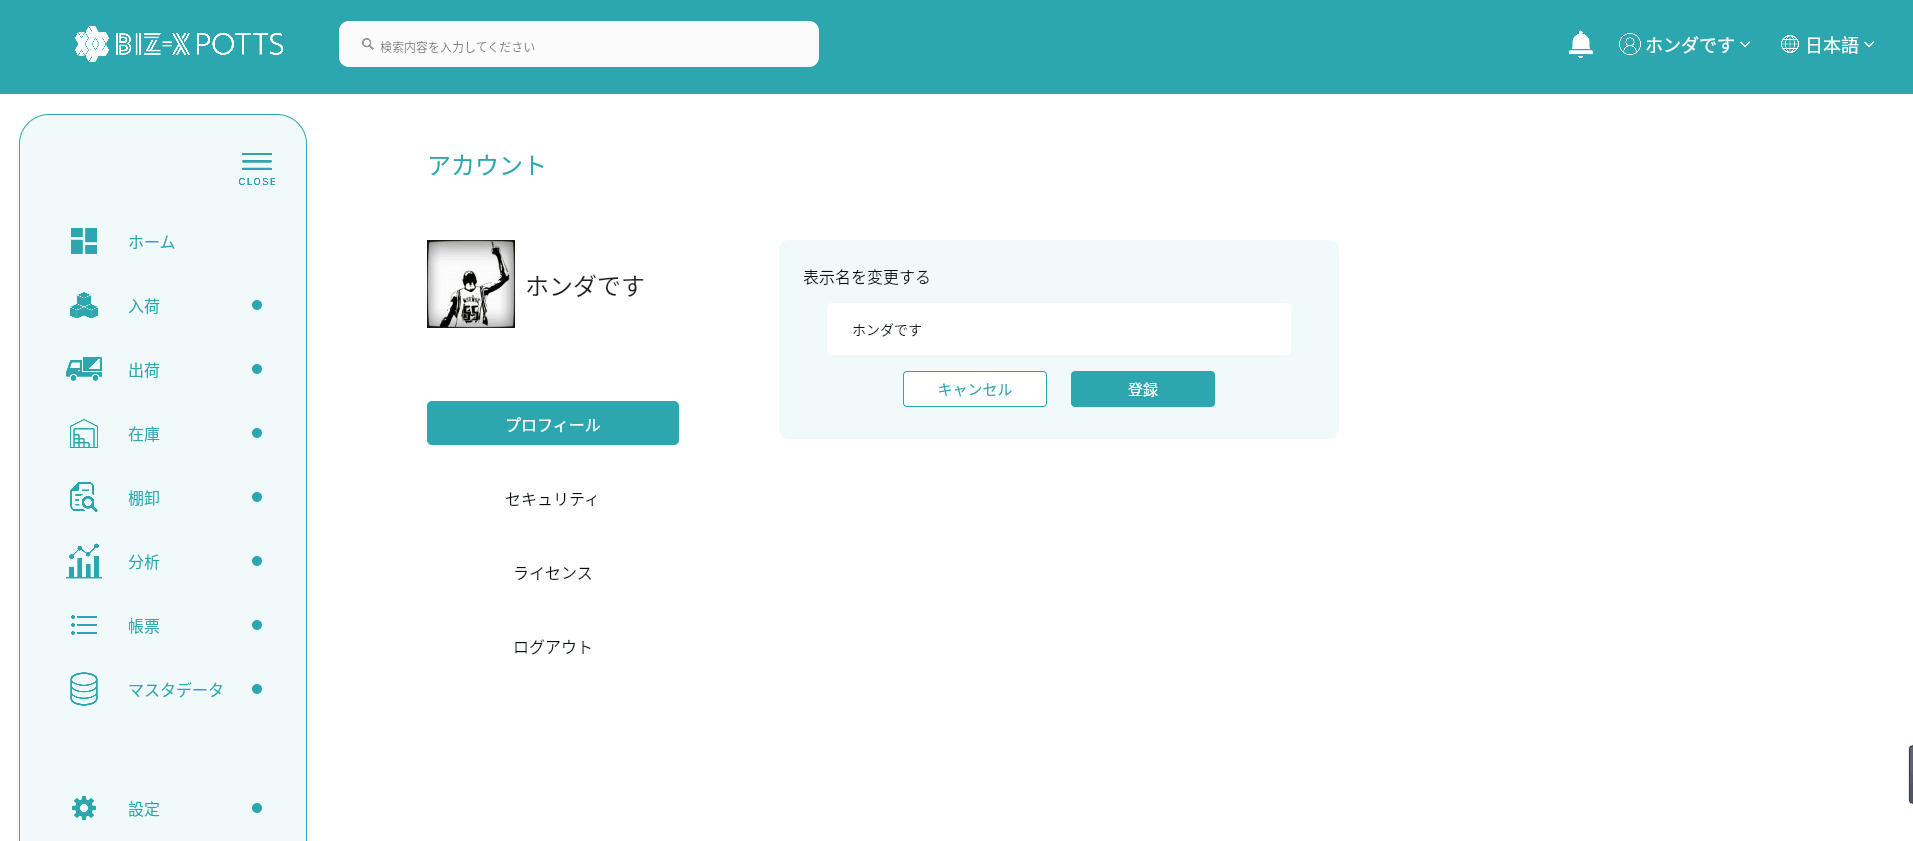 BIZ-X POTTS
検索内容を入力してください
ホンダです
日本語
CLOSE
ホーム
入荷
出荷
在庫
棚卸
分析
帳票
マスタデータ
設定
アカウント
ホンダです
プロフィール
セキュリティ
ライセンス
ログアウト
表示名を変更する
ホンダです
キャンセル
登録